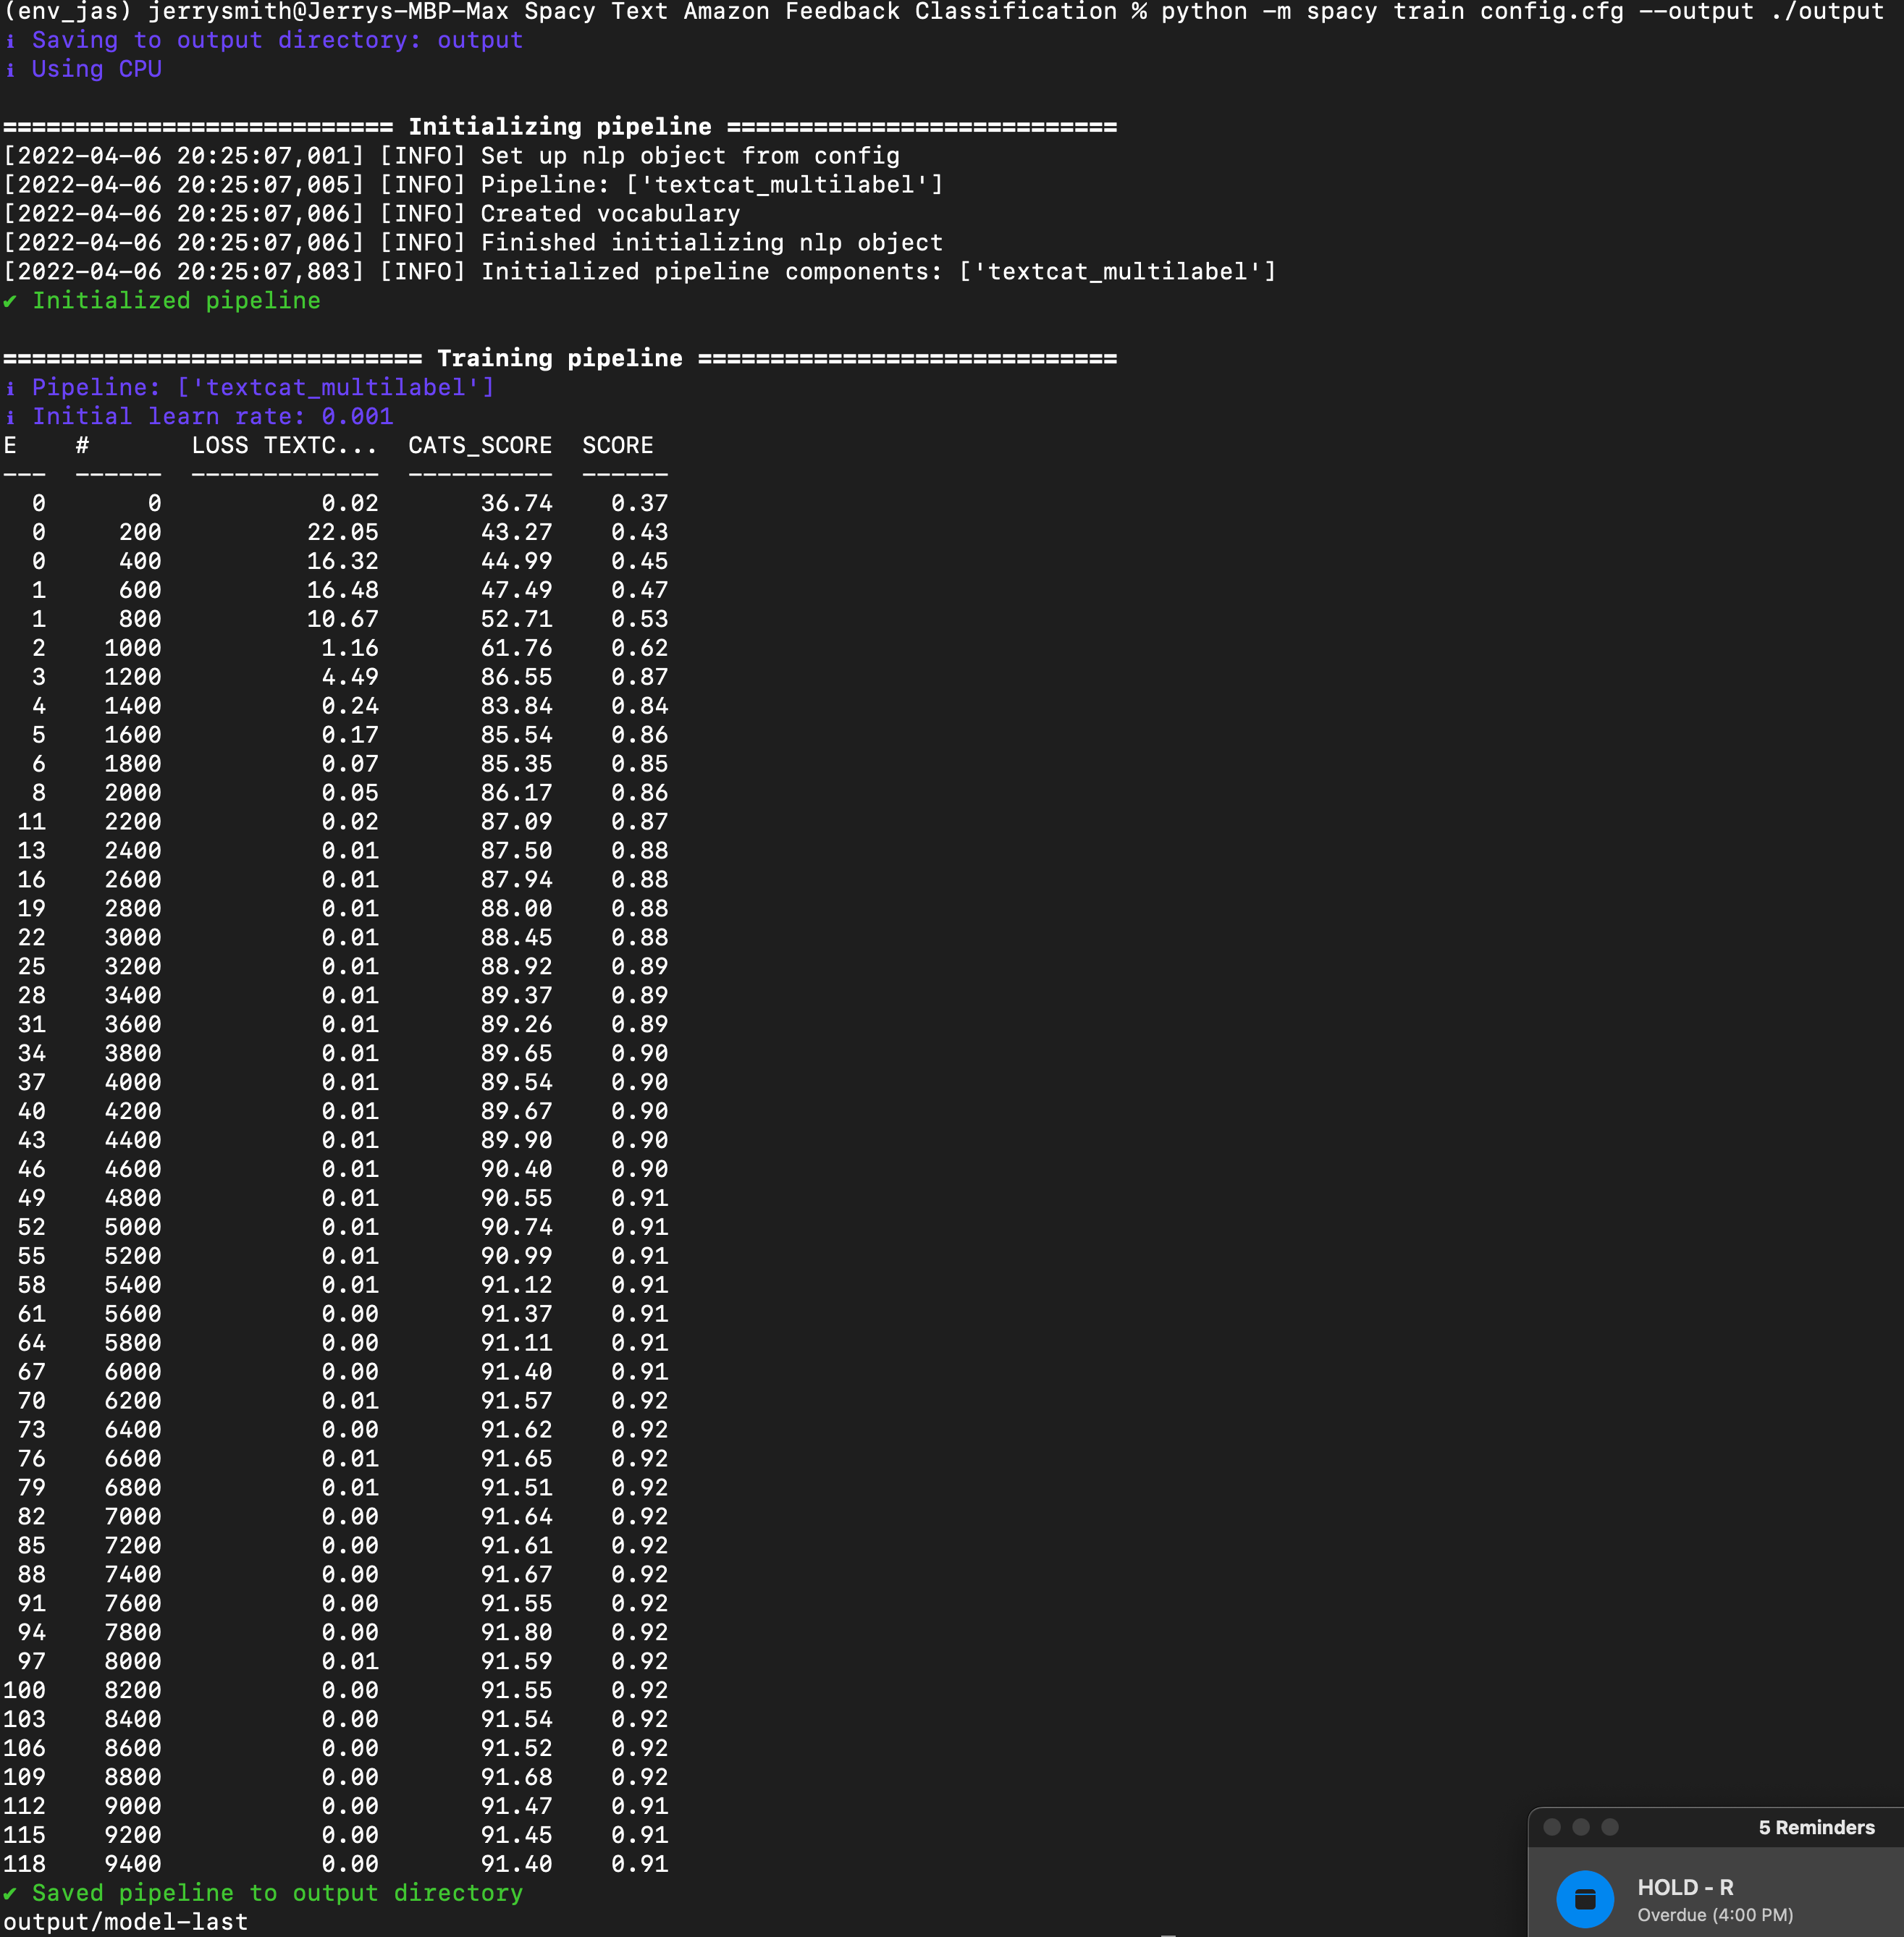 (env_jas) jerrysmith@Jerrys-MBP-Max Spacy Text Amazon Feedback Classification % python -m spacy train config.cfg --output ./output
ℹ Saving to output directory: output
ℹ Using CPU
=========================== Initializing pipeline ===========================
[2022-04-06 20:25:07,001] [INFO] Set up nlp object from config
[2022-04-06 20:25:07,005] [INFO] Pipeline: ['textcat_multilabel']
[2022-04-06 20:25:07,006] [INFO] Created vocabulary
[2022-04-06 20:25:07,006] [INFO] Finished initializing nlp object
[2022-04-06 20:25:07,803] [INFO] Initialized pipeline components: ['textcat_multilabel']
✔ Initialized pipeline
============================= Training pipeline =============================
ℹ Pipeline: ['textcat_multilabel']
ℹ Initial learn rate: 0.001
E    #       LOSS TEXTC...  CATS_SCORE  SCORE
---  ------  -------------  ----------  ------
  0       0           0.02       36.74    0.37
  0     200          22.05       43.27    0.43
  0     400          16.32       44.99    0.45
  1     600          16.48       47.49    0.47
  1     800          10.67       52.71    0.53
  2    1000           1.16       61.76    0.62
  3    1200           4.49       86.55    0.87
  4    1400           0.24       83.84    0.84
  5    1600           0.17       85.54    0.86
  6    1800           0.07       85.35    0.85
  8    2000           0.05       86.17    0.86
 11    2200           0.02       87.09    0.87
 13    2400           0.01       87.50    0.88
 16    2600           0.01       87.94    0.88
 19    2800           0.01       88.00    0.88
 22    3000           0.01       88.45    0.88
 25    3200           0.01       88.92    0.89
 28    3400           0.01       89.37    0.89
 31    3600           0.01       89.26    0.89
 34    3800           0.01       89.65    0.90
 37    4000           0.01       89.54    0.90
 40    4200           0.01       89.67    0.90
 43    4400           0.01       89.90    0.90
 46    4600           0.01       90.40    0.90
 49    4800           0.01       90.55    0.91
 52    5000           0.01       90.74    0.91
 55    5200           0.01       90.99    0.91
 58    5400           0.01       91.12    0.91
 61    5600           0.00       91.37    0.91
 64    5800           0.00       91.11    0.91
 67    6000           0.00       91.40    0.91
 70    6200           0.01       91.57    0.92
 73    6400           0.00       91.62    0.92
 76    6600           0.01       91.65    0.92
 79    6800           0.01       91.51    0.92
 82    7000           0.00       91.64    0.92
 85    7200           0.00       91.61    0.92
 88    7400           0.00       91.67    0.92
 91    7600           0.00       91.55    0.92
 94    7800           0.00       91.80    0.92
 97    8000           0.01       91.59    0.92
100    8200           0.00       91.55    0.92
103    8400           0.00       91.54    0.92
106    8600           0.00       91.52    0.92
109    8800           0.00       91.68    0.92
112    9000           0.00       91.47    0.91
115    9200           0.00       91.45    0.91
118    9400           0.00       91.40    0.91
✔ Saved pipeline to output directory
output/model-last
5 Reminders
HOLD - R
Overdue (4:00 PM)